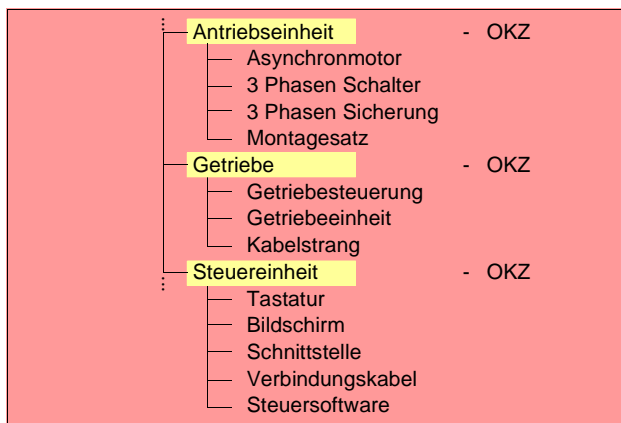 Antriebseinheit - OKZ
Asynchronmotor
3 Phasen Schalter
3 Phasen Sicherung
Montagesatz
Getriebe - OKZ
Getriebesteuerung
Getriebeeinheit
Kabelstrang
Steuereinheit - OKZ
Tastatur
Bildschirm
Schnittstelle
Verbindungskabel
Steuersoftware